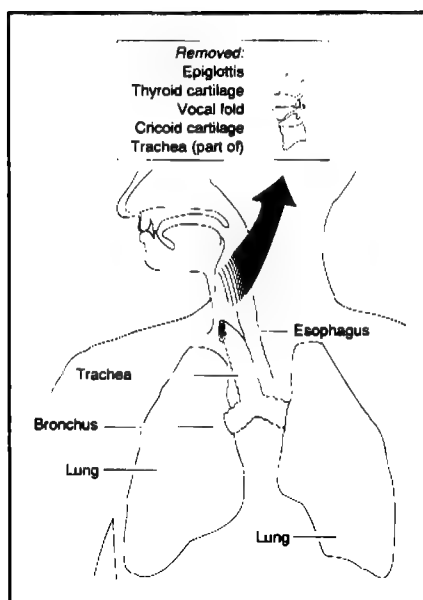 Removed:
Epiglottis
Thyroid cartilage
Vocal fold
Cricoid cartilage
Trachea (part of)
Esophagus
Trachea
Bronchus
Lung
Lung